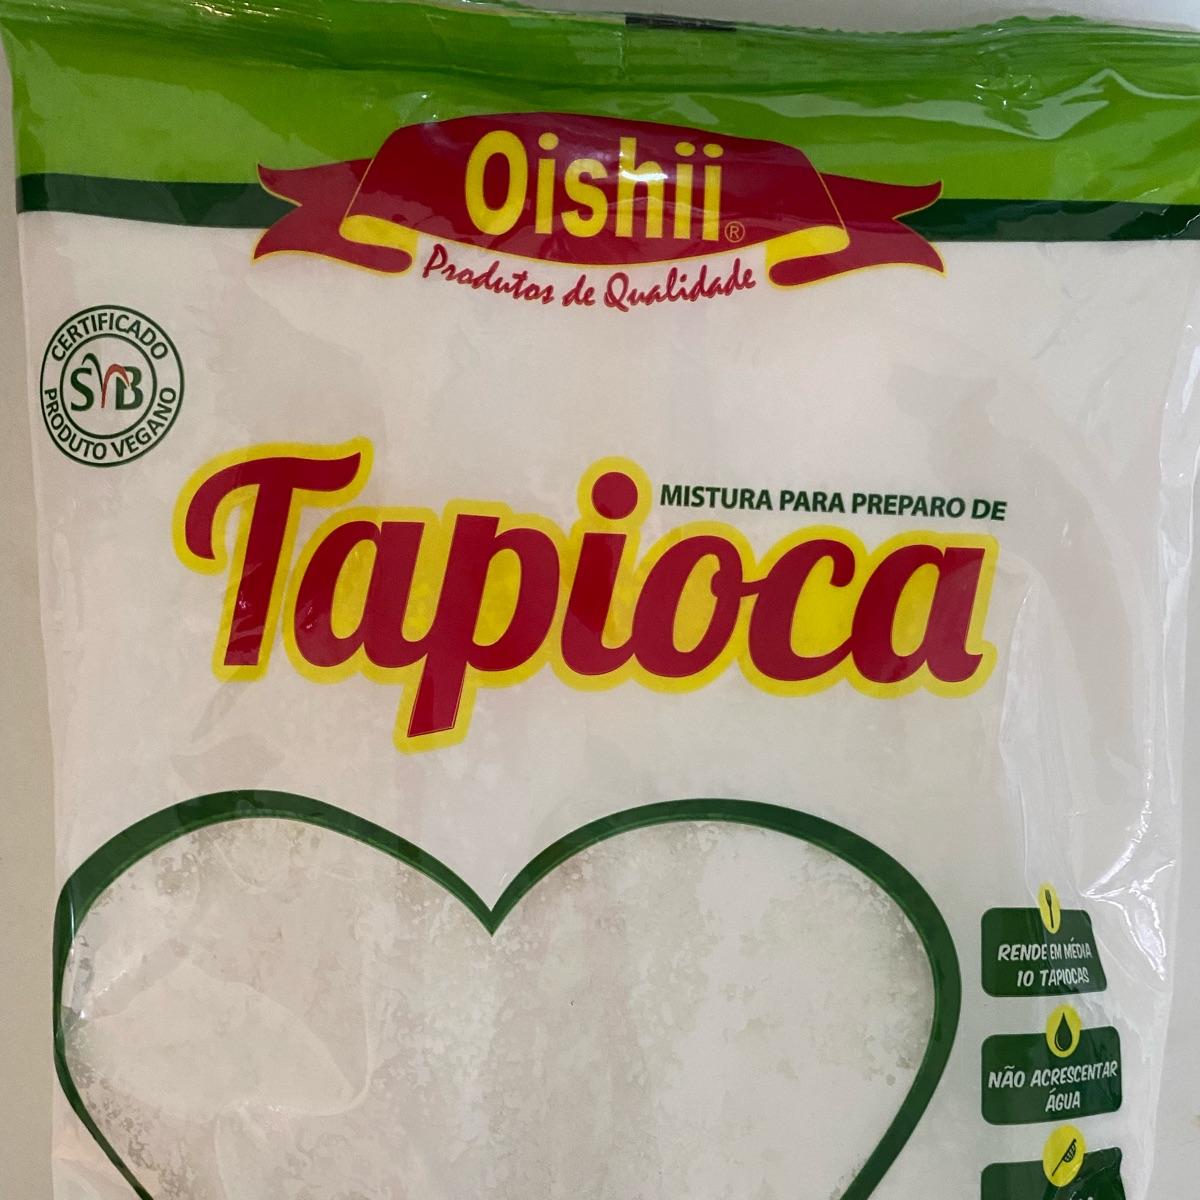 Oishii®
Produtos de Qualidade
CERTIFICADO
SVB
PRODUTO VEGANO
MISTURA PARA PREPARO DE
Tapioca
RENDE EM MÉDIA
10 TAPIOCAS
NÃO ACRESCENTAR
ÁGUA